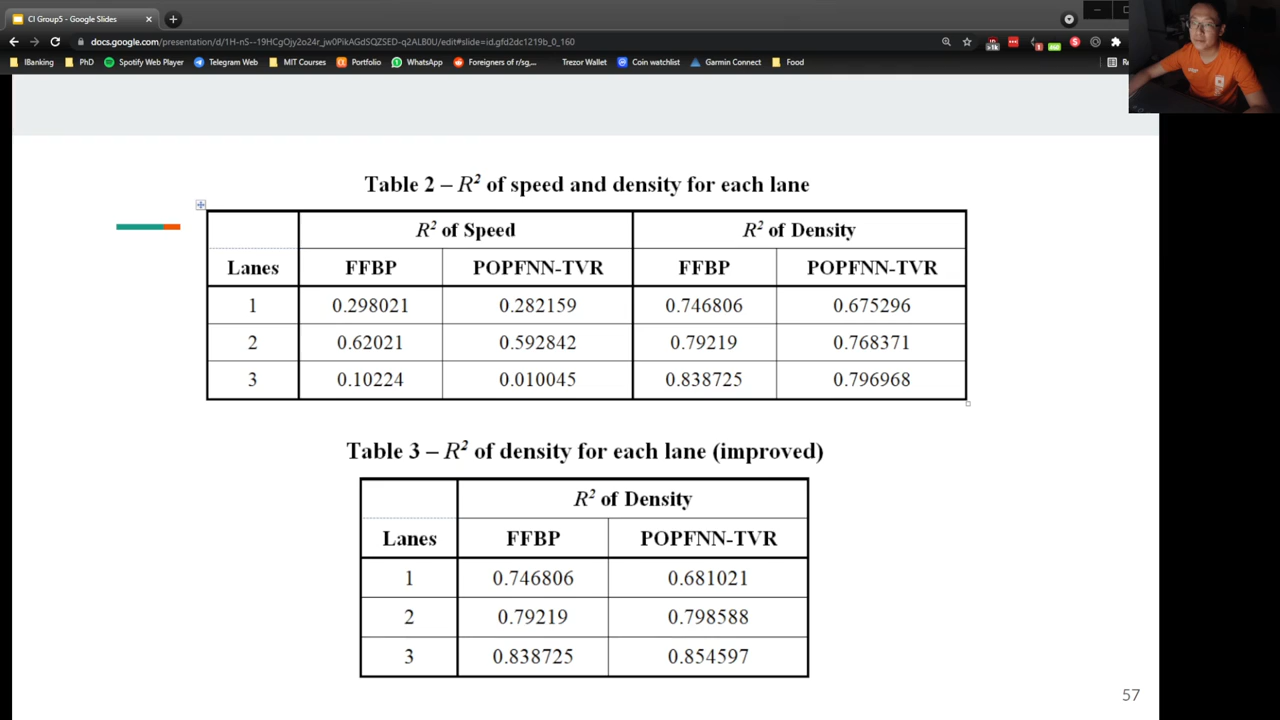 CI Group5 - Google Slides
docs.google.com/presentation/d/1H-nS--19HCgOjy2o24r_jw0PikAGdSQZSED-q2ALB0U/edit#slide=id.gfd2dc1219b_0_160
IBanking PhD Spotify Web Player Telegram Web MIT Courses Portfolio WhatsApp Foreigners of r/sg,... Trezor Wallet Coin watchlist Garmin Connect Food
Table 2 – R² of speed and density for each lane
R² of Speed R² of Density
Lanes FFBP POPFNN-TVR FFBP POPFNN-TVR
1 0.298021 0.282159 0.746806 0.675296
2 0.62021 0.592842 0.79219 0.768371
3 0.10224 0.010045 0.838725 0.796968
Table 3 – R² of density for each lane (improved)
R² of Density
Lanes FFBP POPFNN-TVR
1 0.746806 0.681021
2 0.79219 0.798588
3 0.838725 0.854597
57